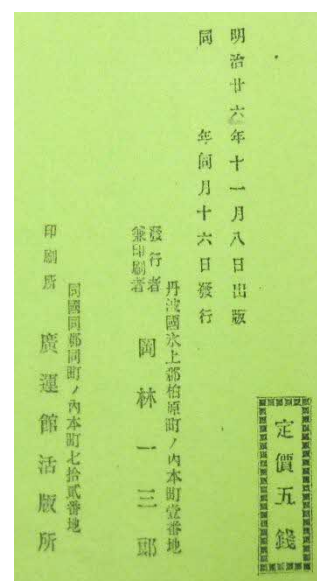 明治廿六年十一月八日出版
同年同月十六日發行
定價五錢
丹波國氷上郡柏原町ノ内本町壹番地
發行者
兼印刷者
岡林一三郎
同國同郡同町ノ内本町七拾貳番地
印刷所
廣運館活版所